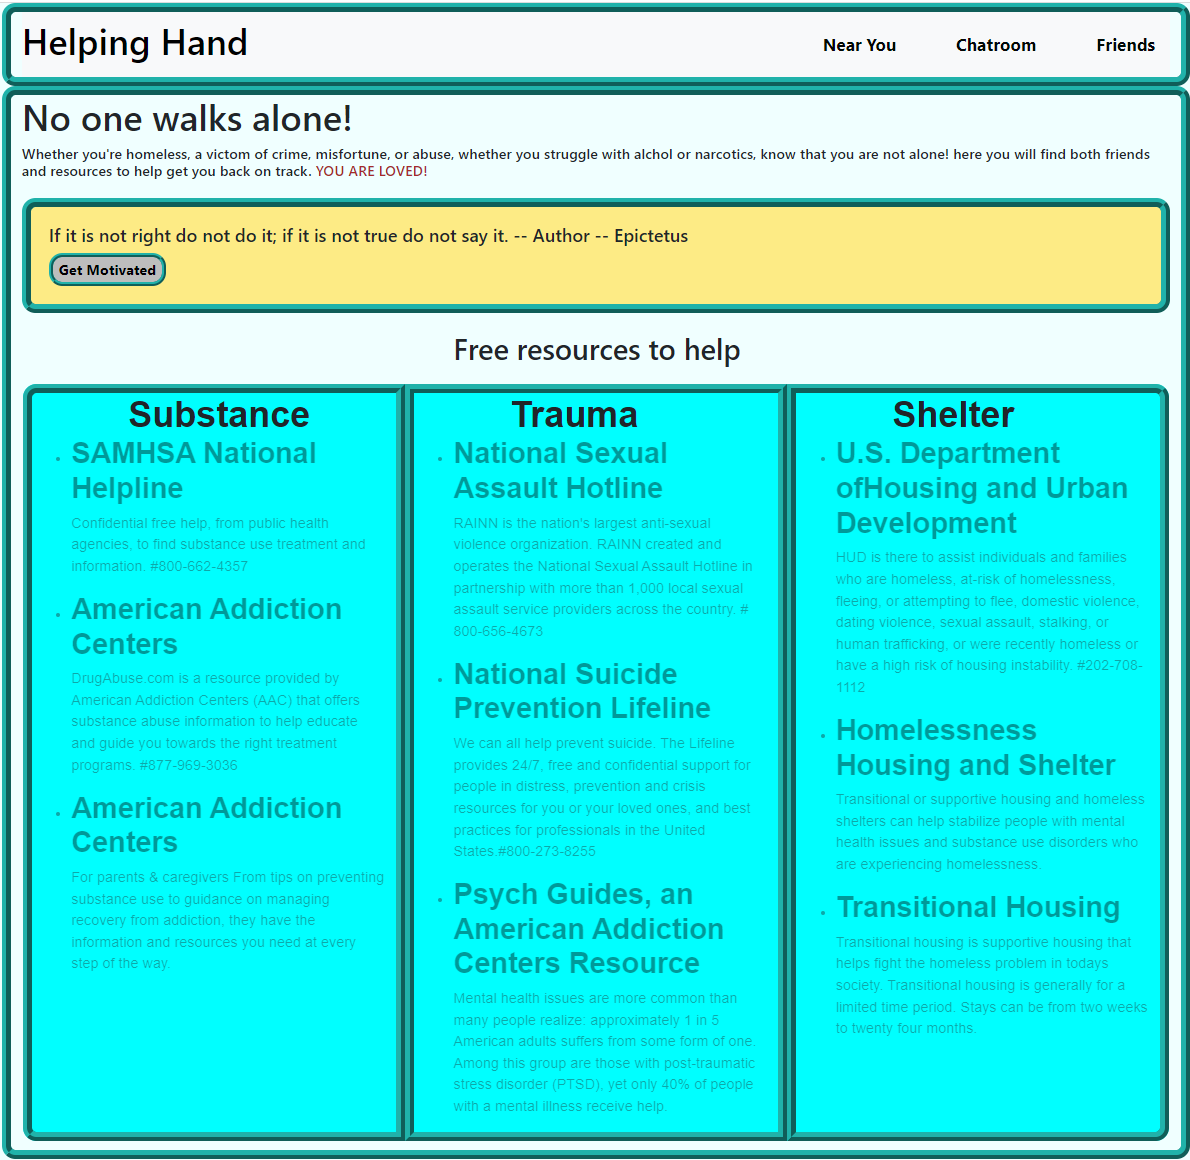 Helping Hand
Near You Chatroom Friends
No one walks alone!
Whether you're homeless, a victom of crime, misfortune, or abuse, whether you struggle with alchol or narcotics, know that you are not alone! here you will find both friends
and resources to help get you back on track. YOU ARE LOVED!
If it is not right do not do it; if it is not true do not say it. -- Author -- Epictetus
Get Motivated
Free resources to help
Substance
SAMHSA National
Helpline
Confidential free help, from public health
agencies, to find substance use treatment and
information. #800-662-4357
American Addiction
Centers
DrugAbuse.com is a resource provided by
American Addiction Centers (AAC) that offers
substance abuse information to help educate
and guide you towards the right treatment
programs. #877-969-3036
American Addiction
Centers
For parents & caregivers From tips on preventing
substance use to guidance on managing
recovery from addiction, they have the
information and resources you need at every
step of the way.
Trauma
National Sexual
Assault Hotline
RAINN is the nation's largest anti-sexual
violence organization. RAINN created and
operates the National Sexual Assault Hotline in
partnership with more than 1,000 local sexual
assault service providers across the country. #
800-656-4673
National Suicide
Prevention Lifeline
We can all help prevent suicide. The Lifeline
provides 24/7, free and confidential support for
people in distress, prevention and crisis
resources for you or your loved ones, and best
practices for professionals in the United
States.#800-273-8255
Psych Guides, an
American Addiction
Centers Resource
Mental health issues are more common than
many people realize: approximately 1 in 5
American adults suffers from some form of one.
Among this group are those with post-traumatic
stress disorder (PTSD), yet only 40% of people
with a mental illness receive help.
Shelter
U.S. Department
ofHousing and Urban
Development
HUD is there to assist individuals and families
who are homeless, at-risk of homelessness,
fleeing, or attempting to flee, domestic violence,
dating violence, sexual assault, stalking, or
human trafficking, or were recently homeless or
have a high risk of housing instability. #202-708-
1112
Homelessness
Housing and Shelter
Transitional or supportive housing and homeless
shelters can help stabilize people with mental
health issues and substance use disorders who
are experiencing homelessness.
Transitional Housing
Transitional housing is supportive housing that
helps fight the homeless problem in todays
society. Transitional housing is generally for a
limited time period. Stays can be from two weeks
to twenty four months.